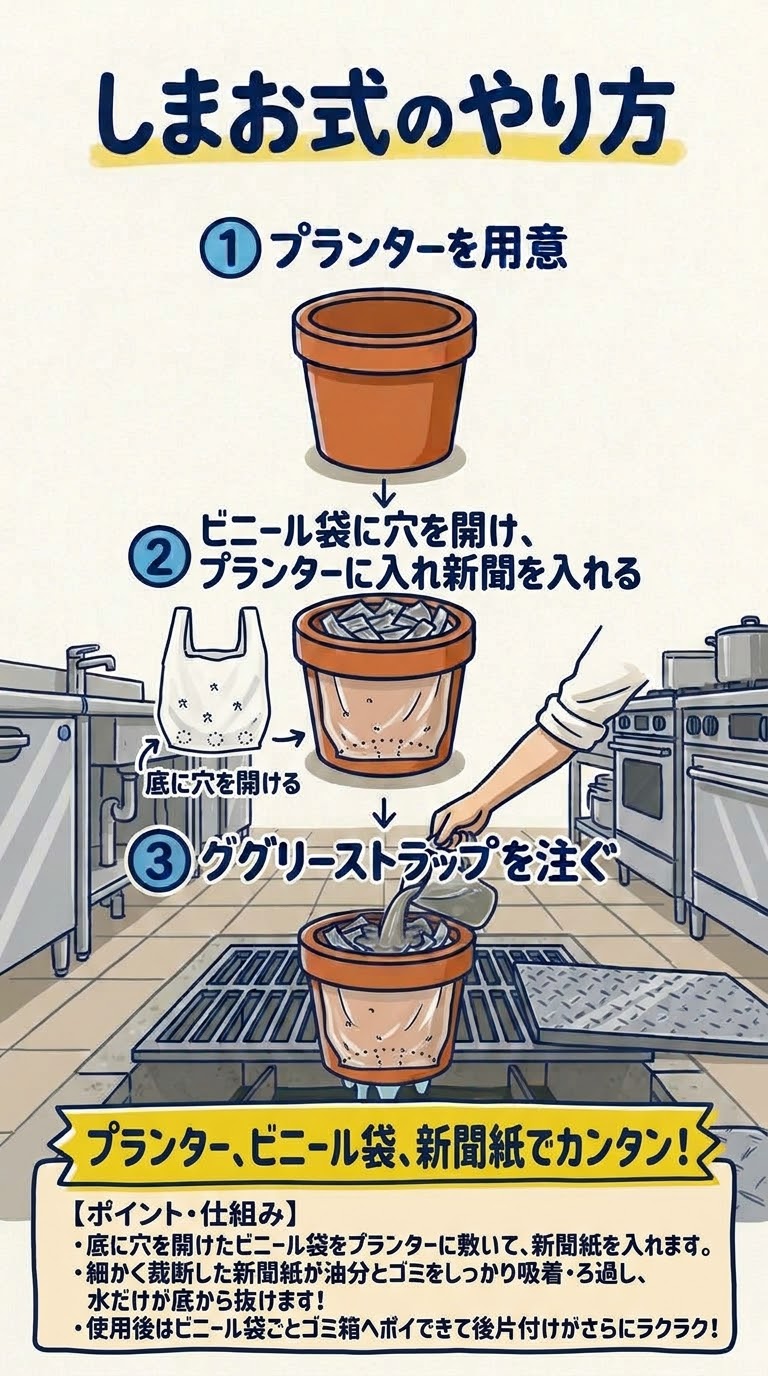 しまお式のやり方
① プランターを用意
↓
② ビニール袋に穴を開け、
プランターに入れ新聞を入れる
底に穴を開ける
↓
③ ググリーストラップを注ぐ
プランター、ビニール袋、新聞紙でカンタン!
【ポイント・仕組み】
・底に穴を開けたビニール袋をプランターに敷いて、新聞紙を入れます。
・細かく裁断した新聞紙が油分とゴミをしっかり吸着・ろ過し、
水だけが底から抜けます!
・使用後はビニール袋ごとゴミ箱へポイできて後片付けがさらにラクラク!